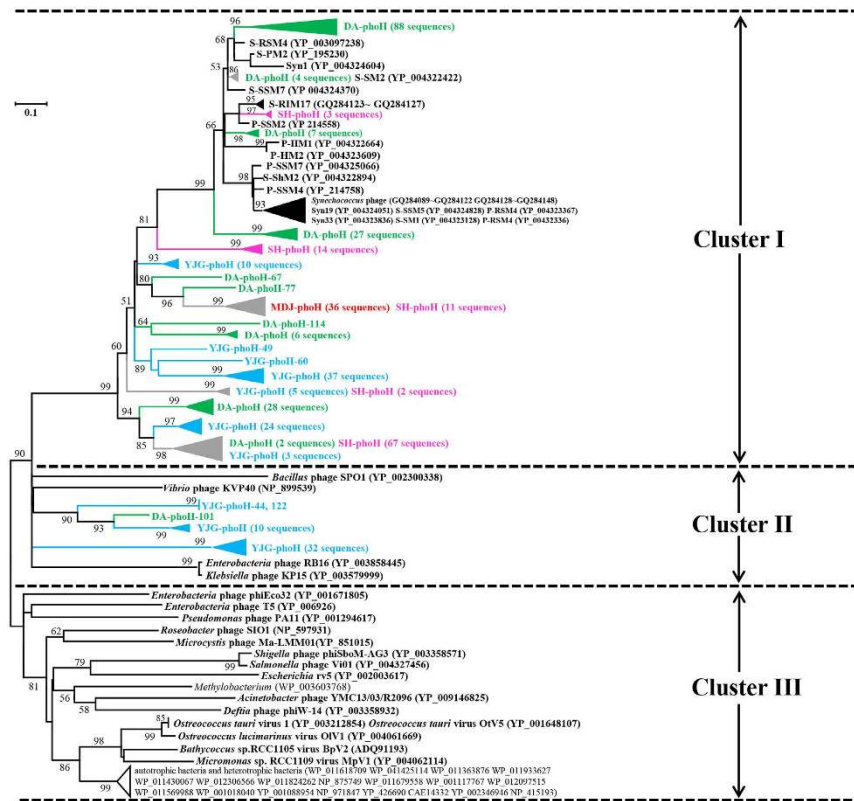 96
DA-phoH (88 sequences)
68
S-RSM4 (YP_003097238)
S-PM2 (YP_195230)
Syn1 (YP_004324604)
53
86
DA-phoH (4 sequences) S-SM2 (YP_004322422)
S-SSM7 (YP 004324370)
0.1
95
S-RIM17 (GQ284123~ GQ284127)
97
SH-phoH (3 sequences)
P-SSM2 (YP 214558)
66
98
DA-phoH (7 sequences)
P-HM1 (YP_004322664)
99
P-HM2 (YP_004323609)
P-SSM7 (YP_004325066)
98
S-ShM2 (YP_004322894)
P-SSM4 (YP_214758)
99
93
Synechococcus phage (GQ284089~GQ284122 GQ284128~GQ284148)
Syn19 (YP_004324051) S-SSM5 (YP_004324828) P-RSM4 (YP_004323367)
Syn33 (YP_004323836) S-SM1 (YP_004323128) P-RSM4 (YP_004323336)
81
99
DA-phoH (27 sequences)
99
SH-phoH (14 sequences)
Cluster I
93
YJG-phoH (10 sequences)
80
DA-phoH-67
DA-phoH-77
96
99
MDJ-phoH (36 sequences) SH-phoH (11 sequences)
51
64
DA-phoH-114
99
DA-phoH (6 sequences)
60
YJG-phoH-49
89
YJG-phoH-60
99
YJG-phoH (37 sequences)
99
99
YJG-phoH (5 sequences) SH-phoH (2 sequences)
94
99
DA-phoH (28 sequences)
97
YJG-phoH (24 sequences)
85
98
DA-phoH (2 sequences) SH-phoH (67 sequences)
YJG-phoH (3 sequences)
90
Bacillus phage SPO1 (YP_002300338)
Vibrio phage KVP40 (NP_899539)
99
YJG-phoH-44, 122
90
DA-phoH-101
93
99
YJG-phoH (10 sequences)
Cluster II
99
YJG-phoH (32 sequences)
99
Enterobacteria phage RB16 (YP_003858445)
Klebsiella phage KP15 (YP_003579999)
Enterobacteria phage phiEco32 (YP_001671805)
Enterobacteria T5 (YP_006926)
Pseudomonas PA11 (YP_001294617)
62
Roseobacter phage SIO1 (NP_597931)
Microcystis phage Ma-LMM01(YP_851015)
Shigella phage phiSboM-AG3 (YP_003358571)
79
99
Salmonella phage Vi01 (YP_004327456)
Escherichia rv5 (YP_002003617)
81
Methylobacterium (WP_003603768)
56
Acinetobacter phage YMC13/03/R2096 (YP_009146825)
58
Deftia phage phiW-14 (YP_003358932)
Cluster III
85
Ostreococcus tauri virus 1 (YP_003212854) Ostreococcus tauri virus OtV5 (YP_001648107)
99
Ostreococcus lucimarinus virus OlV1 (YP_004061669)
98
Bathycoccus sp.RCC1105 virus BpV2 (ADQ91193)
Micromonas sp. RCC1109 virus MpV1 (YP_004062114)
86
99
autotrophic bacteria and heterotrophic bacteria (WP_011618709 WP_041425114 WP_011363876 WP_011933627
WP_011430067 WP_012306566 WP_011824262 NP_875749 WP_011679558 WP_001117767 WP_012097515
WP_011569988 WP_001018040 YP_001088954 NP_971847 YP_426690 CAE14332 YP_002346946 NP_415193)